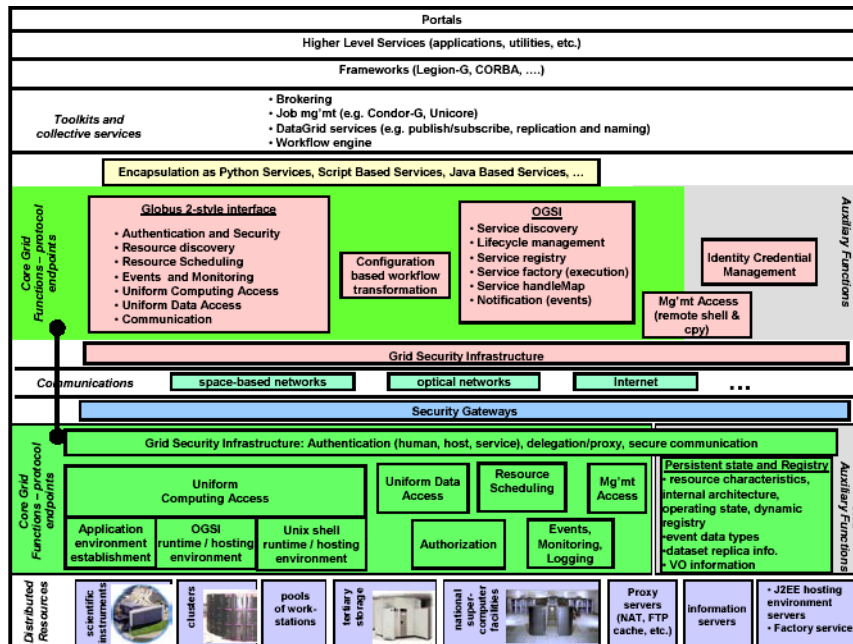 Portals
Higher Level Services (applications, utilities, etc.)
Frameworks (Legion-G, CORBA, ....)
Toolkits and
collective services
• Brokering
• Job mg'mt (e.g. Condor-G, Unicore)
• DataGrid services (e.g. publish/subscribe, replication and naming)
• Workflow engine
Encapsulation as Python Services, Script Based Services, Java Based Services, ...
Core Grid
Functions – protocol
endpoints
Globus 2-style interface
• Authentication and Security
• Resource discovery
• Resource Scheduling
• Events and Monitoring
• Uniform Computing Access
• Uniform Data Access
• Communication
Configuration
based workflow
transformation
OGSI
• Service discovery
• Lifecycle management
• Service registry
• Service factory (execution)
• Service handleMap
• Notification (events)
Identity Credential
Management
Mg'mt Access
(remote shell &
cpy)
Auxiliary Functions
Grid Security Infrastructure
Communications
space-based networks
optical networks
Internet
...
Security Gateways
Core Grid
Functions – protocol
endpoints
Grid Security Infrastructure: Authentication (human, host, service), delegation/proxy, secure communication
Uniform
Computing Access
Application
environment
establishment
OGSI
runtime / hosting
environment
Unix shell
runtime / hosting
environment
Uniform Data
Access
Resource
Scheduling
Mg'mt
Access
Authorization
Events,
Monitoring,
Logging
Persistent state and Registry
• resource characteristics,
internal architecture,
operating state, dynamic
registry
•event data types
•dataset replica info.
• VO information
Auxiliary Functions
Distributed
Resources
scientific
instruments
clusters
pools
of work-
stations
tertiary
storage
national
super-
computer
facilities
Proxy
servers
(NAT, FTP
cache, etc.)
information
servers
• J2EE hosting
environment
servers
• Factory service